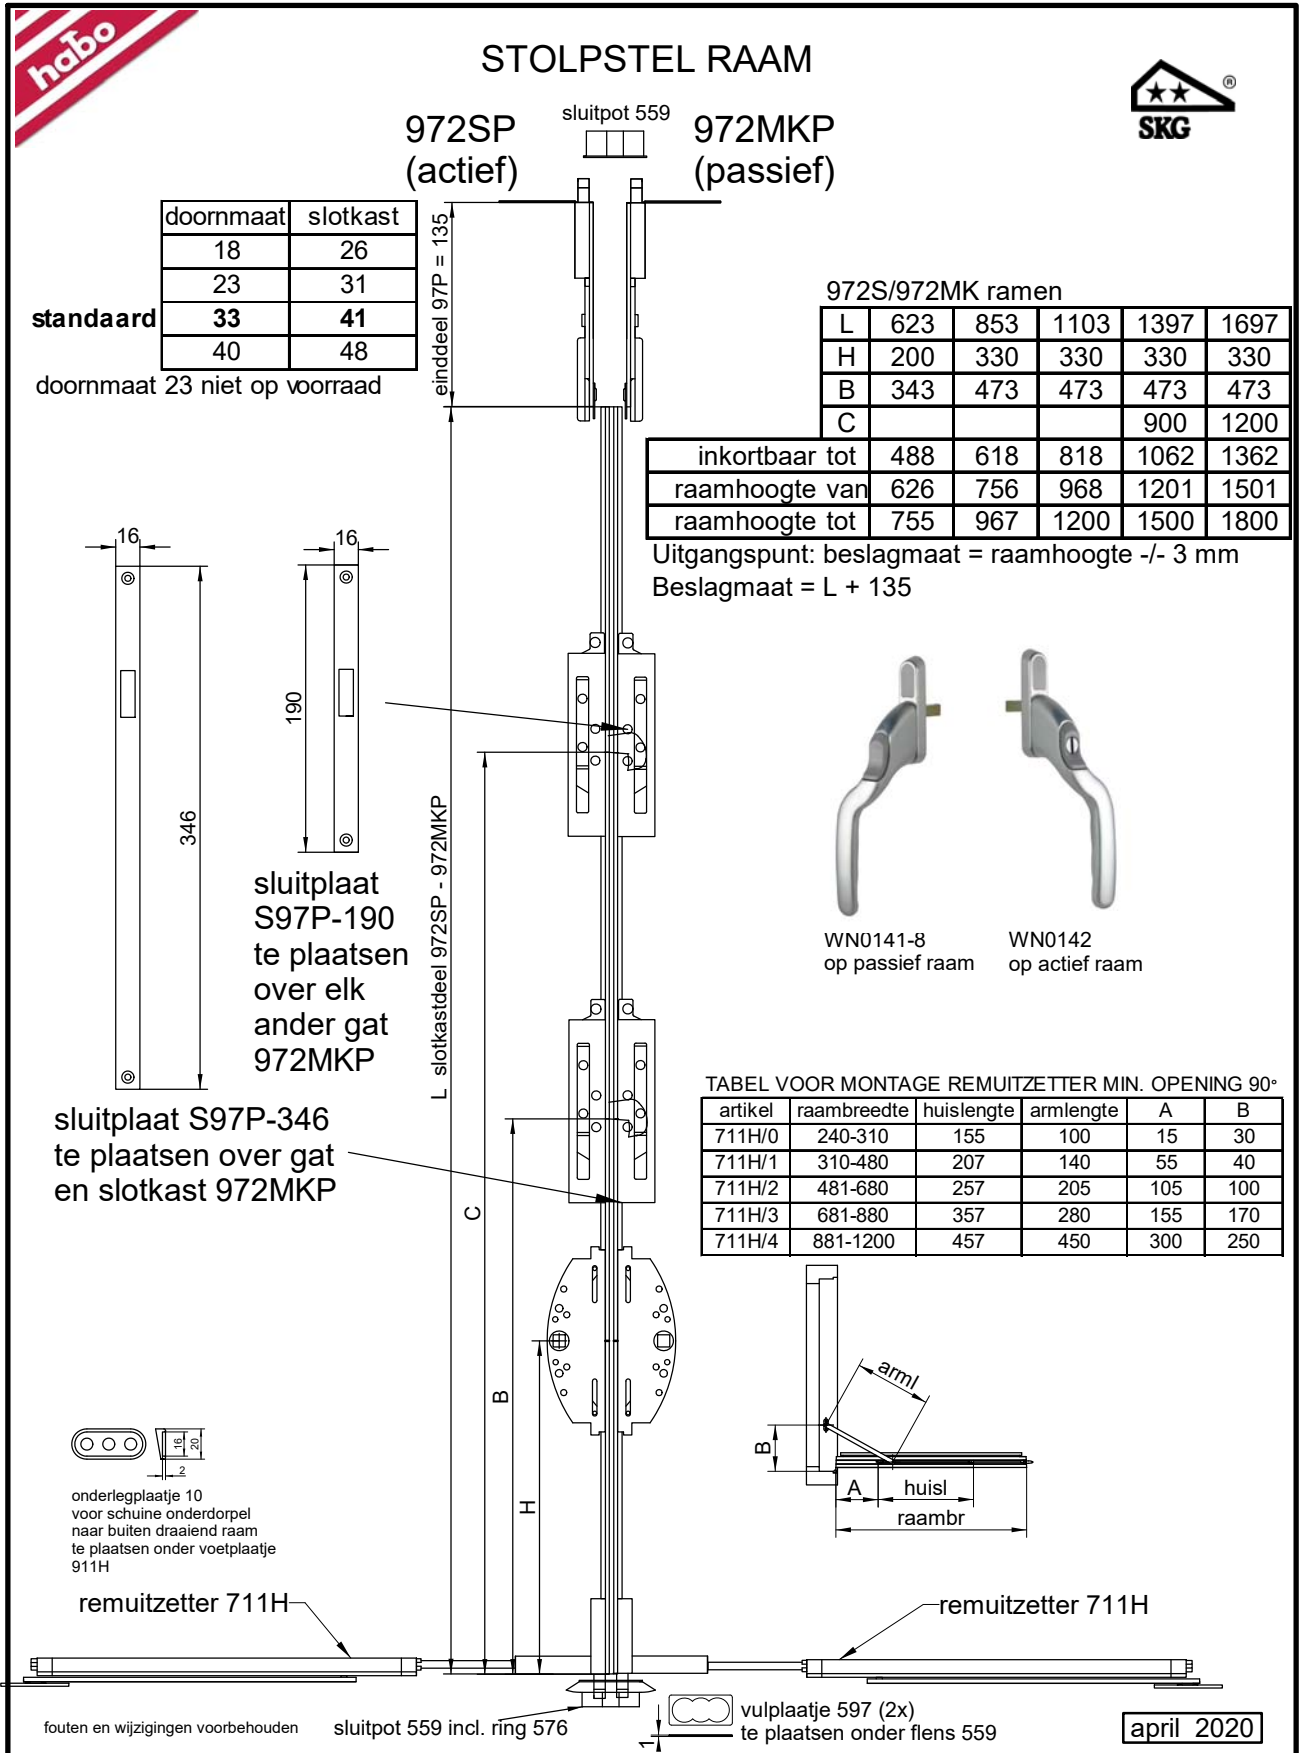 habo
STOLPSTEL RAAM
SKG
®
sluitpot 559
972SP
(actief)
972MKP
(passief)
doornmaat slotkast
18 26
23 31
standaard 33 41
40 48
doornmaat 23 niet op voorraad
einddeel 97P = 135
972S/972MK ramen
L 623 853 1103 1397 1697
H 200 330 330 330 330
B 343 473 473 473 473
C 900 1200
inkortbaar tot 488 618 818 1062 1362
raamhoogte van 626 756 968 1201 1501
raamhoogte tot 755 967 1200 1500 1800
Uitgangspunt: beslagmaat = raamhoogte -/- 3 mm
Beslagmaat = L + 135
16
16
346
190
sluitplaat
S97P-190
te plaatsen
over elk
ander gat
972MKP
sluitplaat S97P-346
te plaatsen over gat
en slotkast 972MKP
L slotkastdeel 972SP - 972MKP
C
B
H
WN0141-8
op passief raam
WN0142
op actief raam
TABEL VOOR MONTAGE REMUITZETTER MIN. OPENING 90°
artikel raambreedte huislengte armlengte A B
711H/0 240-310 155 100 15 30
711H/1 310-480 207 140 55 40
711H/2 481-680 257 205 105 100
711H/3 681-880 357 280 155 170
711H/4 881-1200 457 450 300 250
arml
B
A
huisl
raambr
16
20
2
onderlegplaatje 10
voor schuine onderdorpel
naar buiten draaiend raam
te plaatsen onder voetplaatje
911H
remuitzetter 711H
remuitzetter 711H
fouten en wijzigingen voorbehouden
sluitpot 559 incl. ring 576
1
vulplaatje 597 (2x)
te plaatsen onder flens 559
april 2020